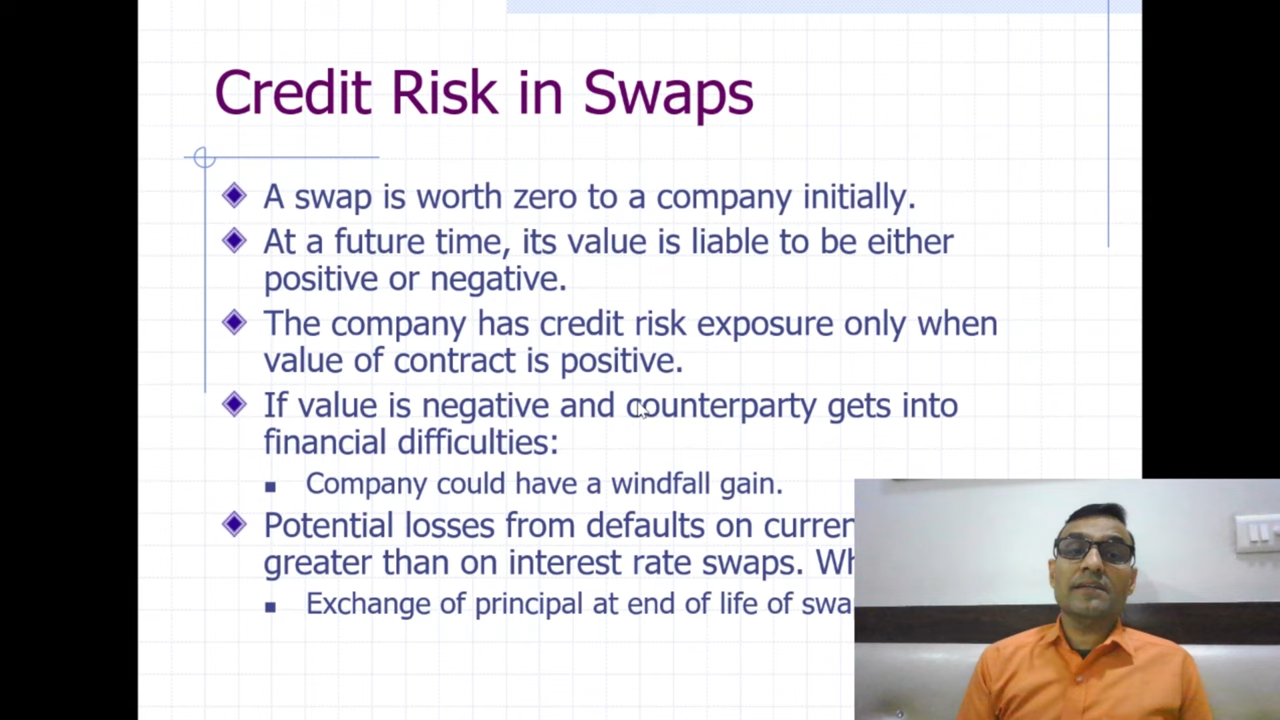 Credit Risk in Swaps
A swap is worth zero to a company initially.
At a future time, its value is liable to be either
positive or negative.
The company has credit risk exposure only when
value of contract is positive.
If value is negative and counterparty gets into
financial difficulties:
Company could have a windfall gain.
Potential losses from defaults on
greater than on interest rate swaps.
Exchange of principal at end of life of